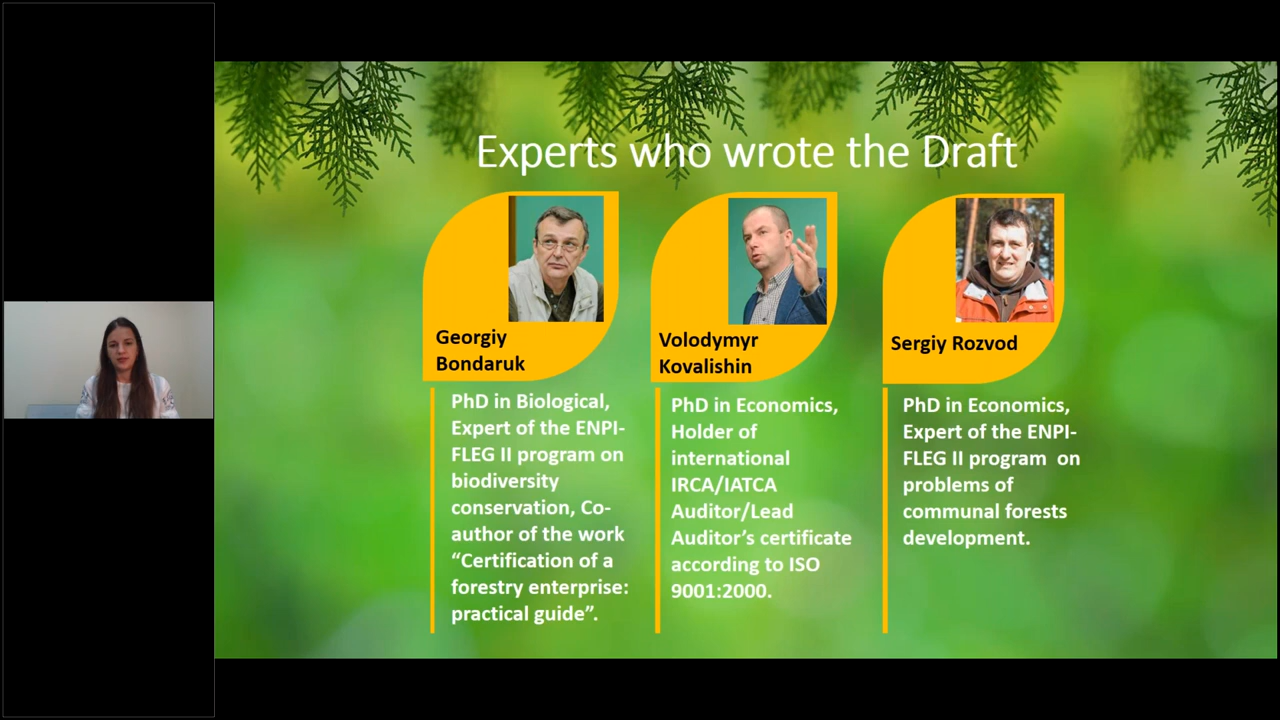 Experts who wrote the Draft
Georgiy
Bondaruk
PhD in Biological,
Expert of the ENPI-
FLEG II program on
biodiversity
conservation, Co-
author of the work
“Certification of a
forestry enterprise:
practical guide”.
Volodymyr
Kovalishin
PhD in Economics,
Holder of
international
IRCA/IATCA
Auditor/Lead
Auditor’s certificate
according to ISO
9001:2000.
Sergiy Rozvod
PhD in Economics,
Expert of the ENPI-
FLEG II program on
problems of
communal forests
development.